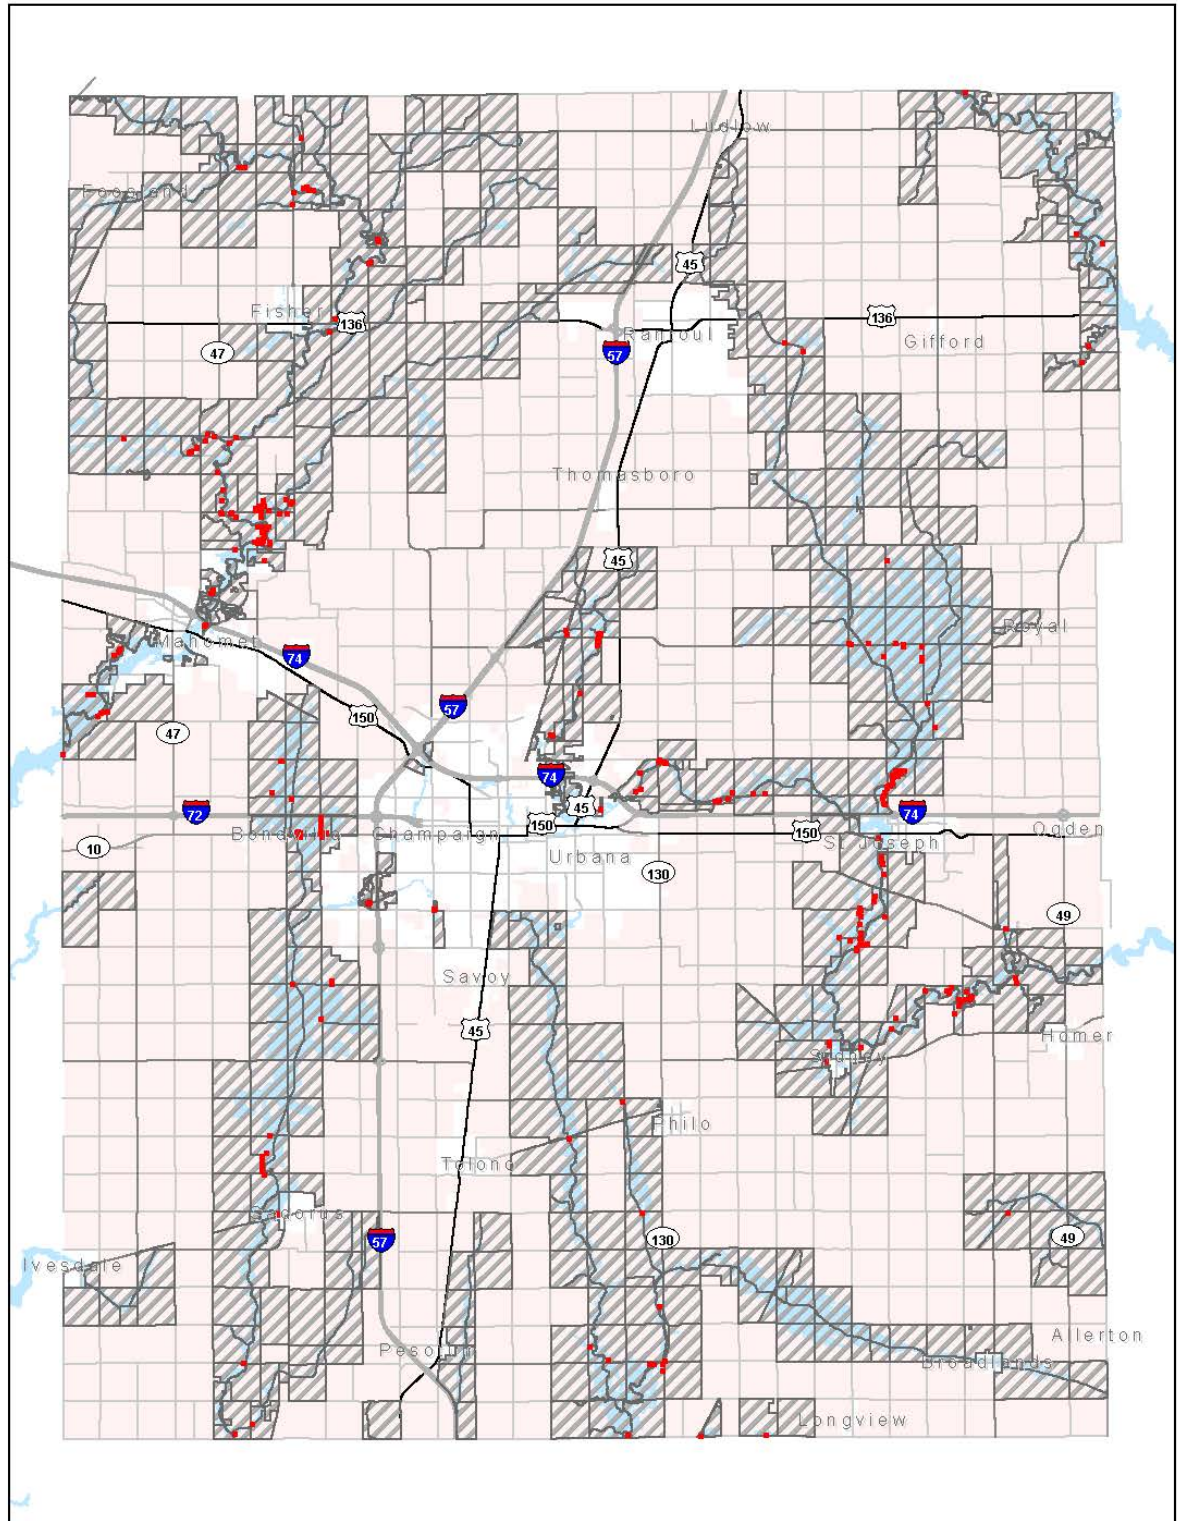 Ludlow
Foosland
45
Fisher
136
136
Rantoul
Gifford
47
57
Thomasboro
45
Royal
Mahomet
74
57
150
47
74
45
72
74
Bondville
Champaign
150
150
Ogden
St Joseph
10
Urbana
130
49
Savoy
45
Homer
Sidney
Philo
Tolono
Sadorus
130
49
57
Ivesdale
Allerton
Pesotum
Broadlands
Longview